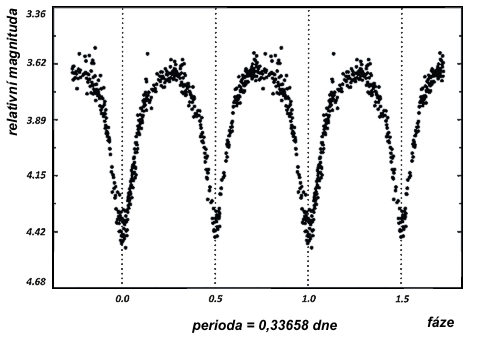 relativní magnituda
3.36
3.62
3.89
4.15
4.42
4.68
0.0 0.5 1.0 1.5
perioda = 0,33658 dne
fáze